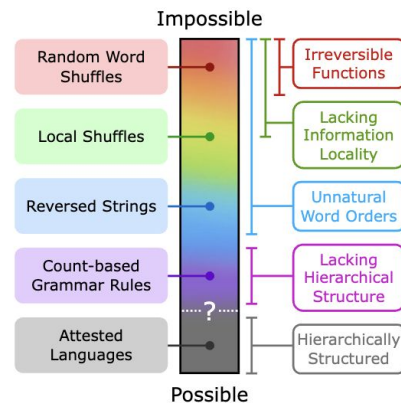 Impossible
Random Word
Shuffles
Irreversible
Functions
Local Shuffles
Lacking
Information
Locality
Reversed Strings
Unnatural
Word Orders
Count-based
Grammar Rules
Lacking
Hierarchical
Structure
?
Attested
Languages
Hierarchically
Structured
Possible